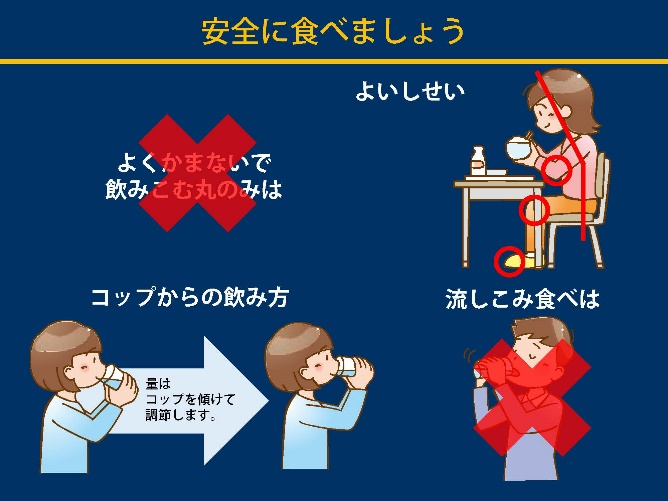 安全に食べましょう
よいしせい
よくかまないで
飲みこむ丸のみは
コップからの飲み方
流しこみ食べは
量は
コップを傾けて
調節します。